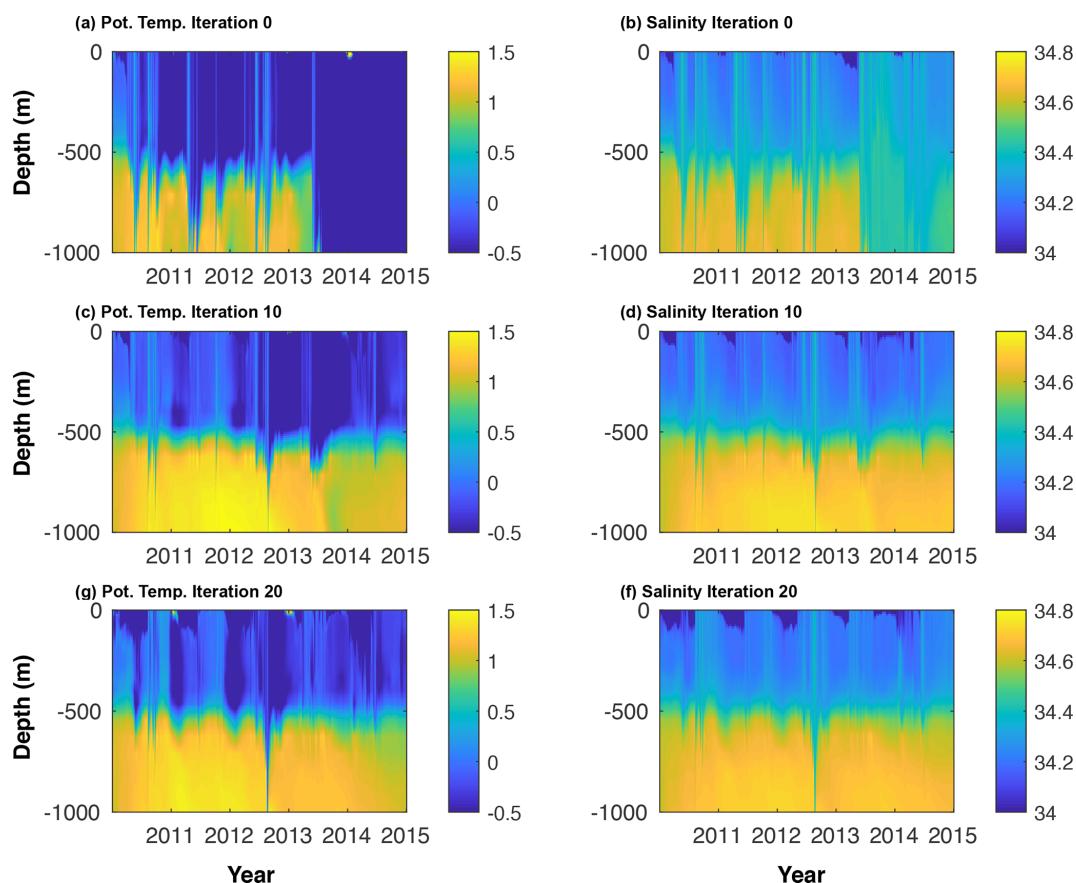 (a) Pot. Temp. Iteration 0
(b) Salinity Iteration 0
0
-500
-1000
Depth (m)
2011 2012 2013 2014 2015
1.5
1
0.5
0
-0.5
0
-500
-1000
2011 2012 2013 2014 2015
34.8
34.6
34.4
34.2
34
(c) Pot. Temp. Iteration 10
(d) Salinity Iteration 10
0
-500
-1000
Depth (m)
2011 2012 2013 2014 2015
1.5
1
0.5
0
-0.5
0
-500
-1000
2011 2012 2013 2014 2015
34.8
34.6
34.4
34.2
34
(g) Pot. Temp. Iteration 20
(f) Salinity Iteration 20
0
-500
-1000
Depth (m)
2011 2012 2013 2014 2015
Year
1.5
1
0.5
0
-0.5
0
-500
-1000
2011 2012 2013 2014 2015
Year
34.8
34.6
34.4
34.2
34